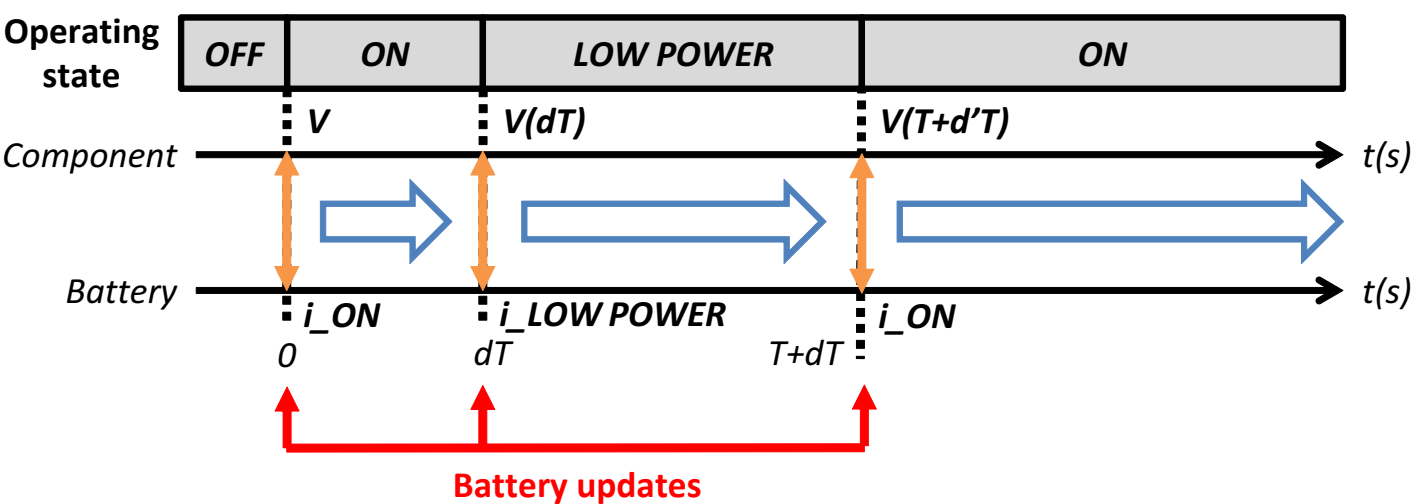 Operating state
OFF ON LOW POWER ON
V V(dT) V(T+d’T)
Component t(s)
Battery t(s)
i_ON i_LOW POWER i_ON
0 dT T+dT
Battery updates